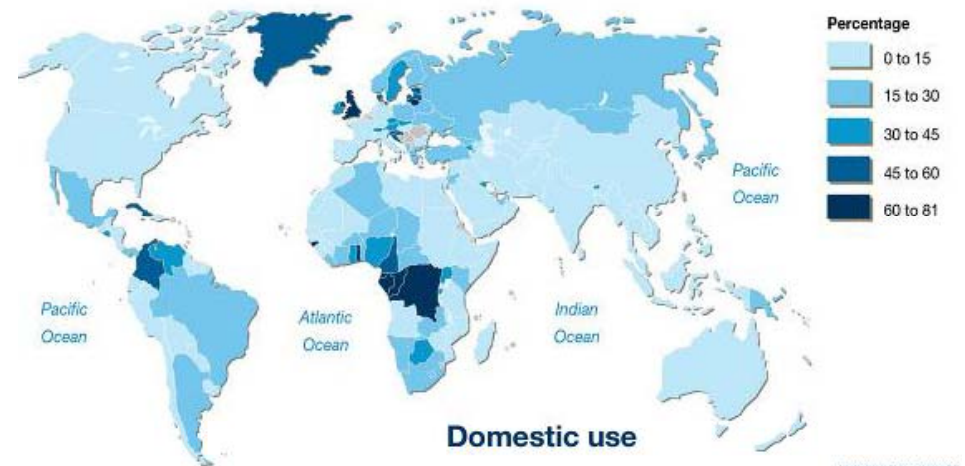 Percentage
0 to 15
15 to 30
30 to 45
45 to 60
60 to 81
Pacific
Ocean
Pacific
Ocean
Atlantic
Ocean
Indian
Ocean
Domestic use